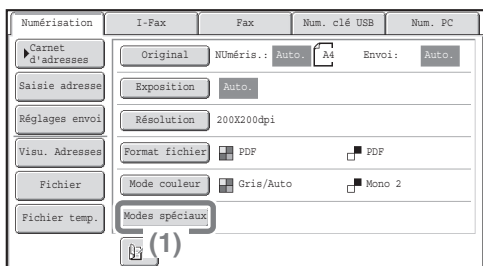 Numérisation I-Fax Fax Num. clé USB Num. PC
Carnet d'adresses
Original NUméris.: Auto. A4 Envoi: Auto.
Saisie adresse
Exposition Auto.
Réglages envoi
Résolution 200X200dpi
Visu. Adresses
Format fichier PDF PDF
Fichier
Mode couleur Gris/Auto Mono 2
Fichier temp.
Modes spéciaux
(1)